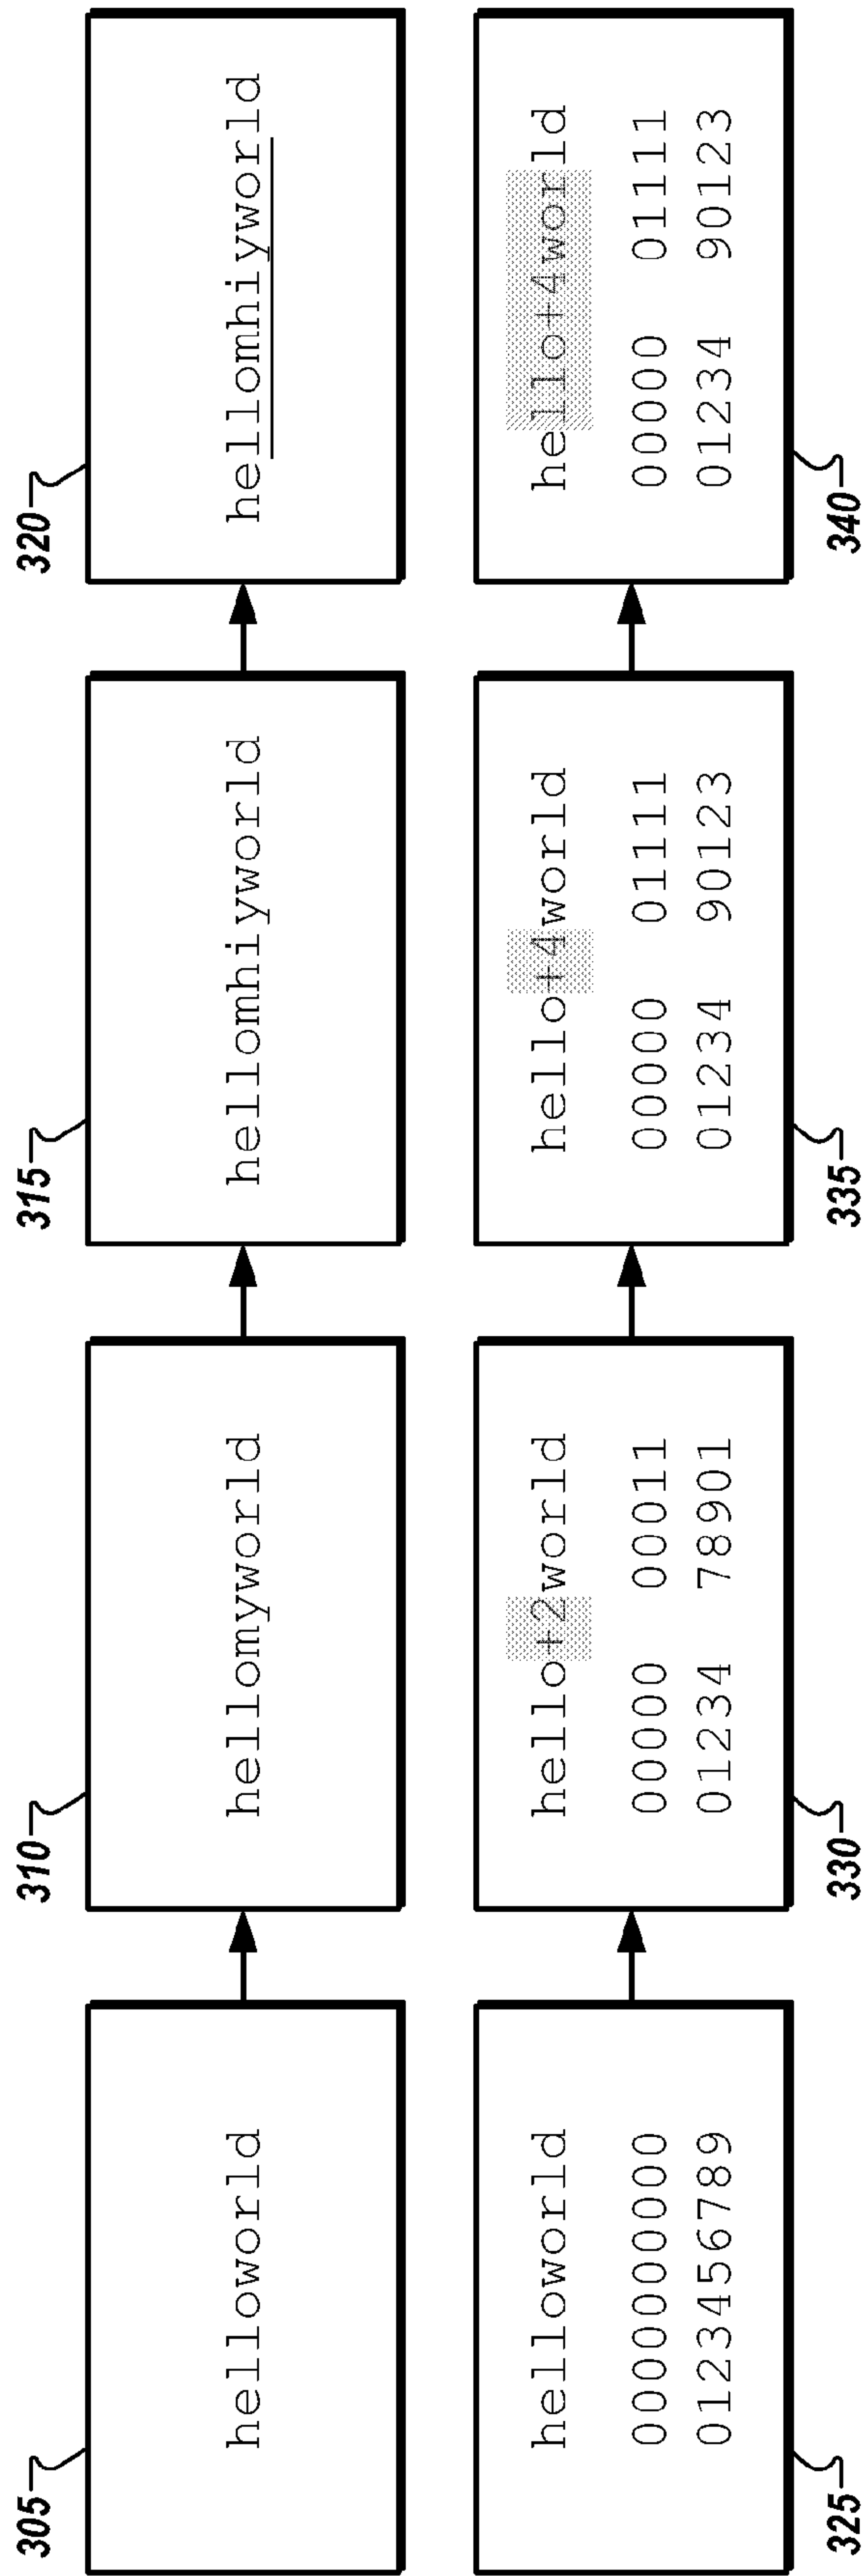 305
helloworld
310
hellomyworld
315
hellomhiyworld
320
hellomhiyworld
325
helloworld
0000000000
0123456789
330
hello+2world
00000 00011
01234 78901
335
hello+4world
00000 01111
01234 90123
340
hello+4world
00000 01111
01234 90123